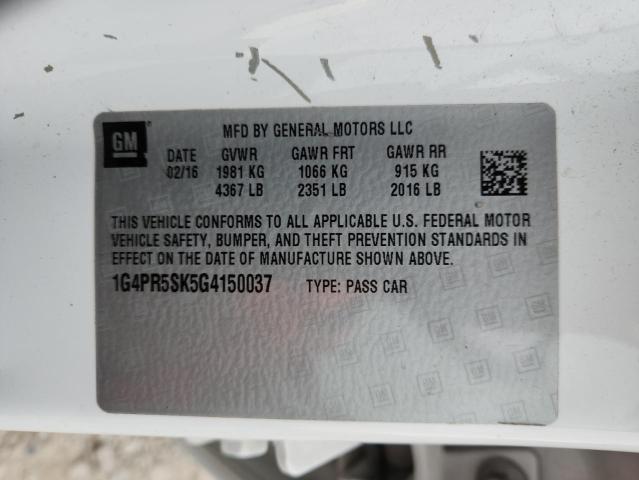 GM
MFD BY GENERAL MOTORS LLC
DATE GVWR GAWR FRT GAWR RR
02/16 1981 KG 1066 KG 915 KG
4367 LB 2351 LB 2016 LB
THIS VEHICLE CONFORMS TO ALL APPLICABLE U.S. FEDERAL MOTOR
VEHICLE SAFETY, BUMPER, AND THEFT PREVENTION STANDARDS IN
EFFECT ON THE DATE OF MANUFACTURE SHOWN ABOVE.
1G4PR5SK5G4150037 TYPE: PASS CAR